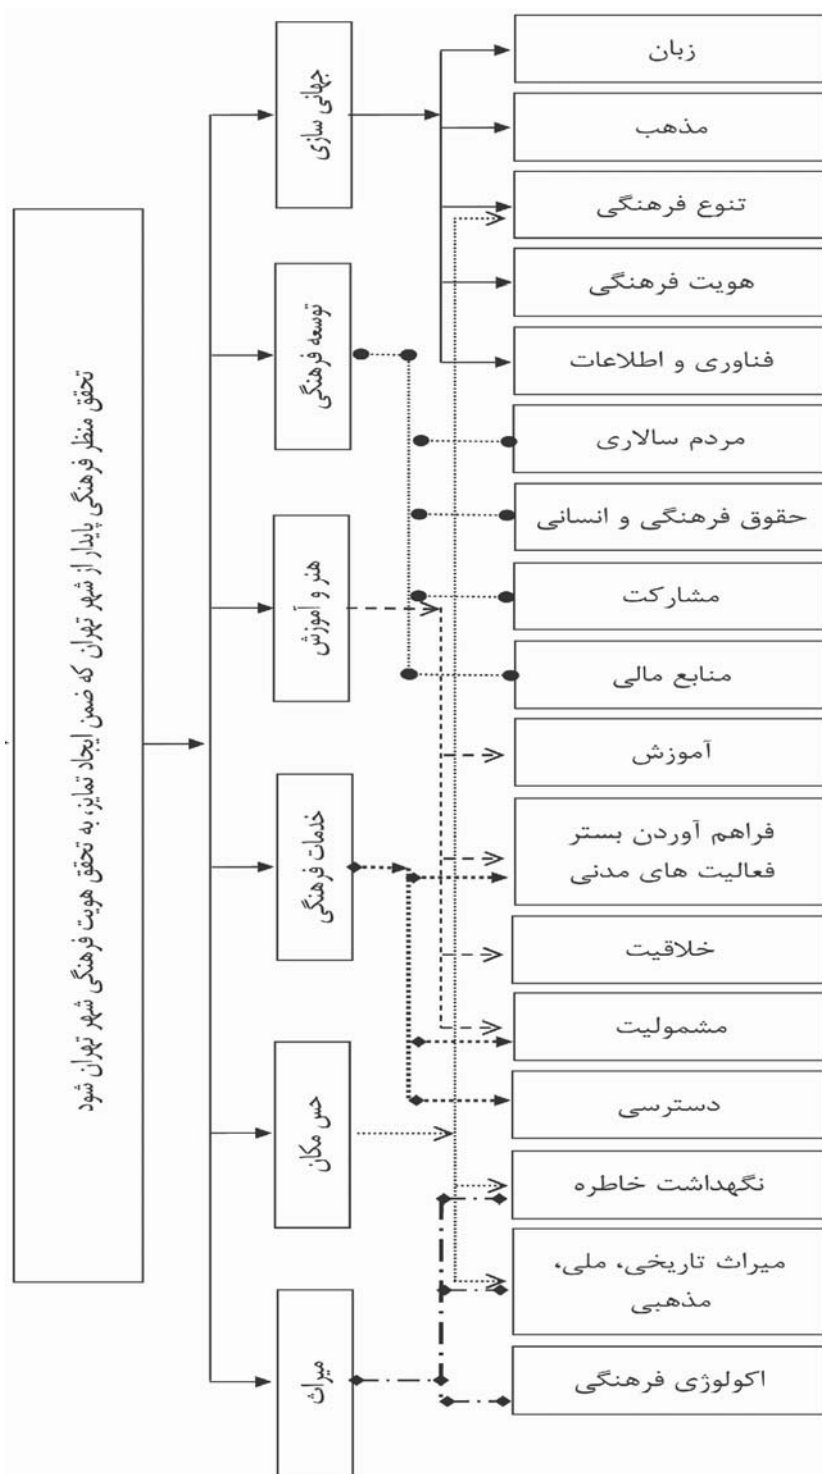 تحقق منظر فرهنگی پایدار از شهر تهران که ضمن ایجاد تمایز، به تحقق هویت فرهنگی شهر تهران شود
جهانی سازی
توسعه فرهنگی
هنر و آموزش
خدمات فرهنگی
حس مکان
میراث
زبان
مذهب
تنوع فرهنگی
هویت فرهنگی
فناوری و اطلاعات
مردم سالاری
حقوق فرهنگی و انسانی
مشارکت
منابع مالی
آموزش
فراهم آوردن بستر
فعالیت های مدنی
خلاقیت
مشمولیت
دسترسی
نگهداشت خاطره
میراث تاریخی، ملی،
مذهبی
اکولوژی فرهنگی